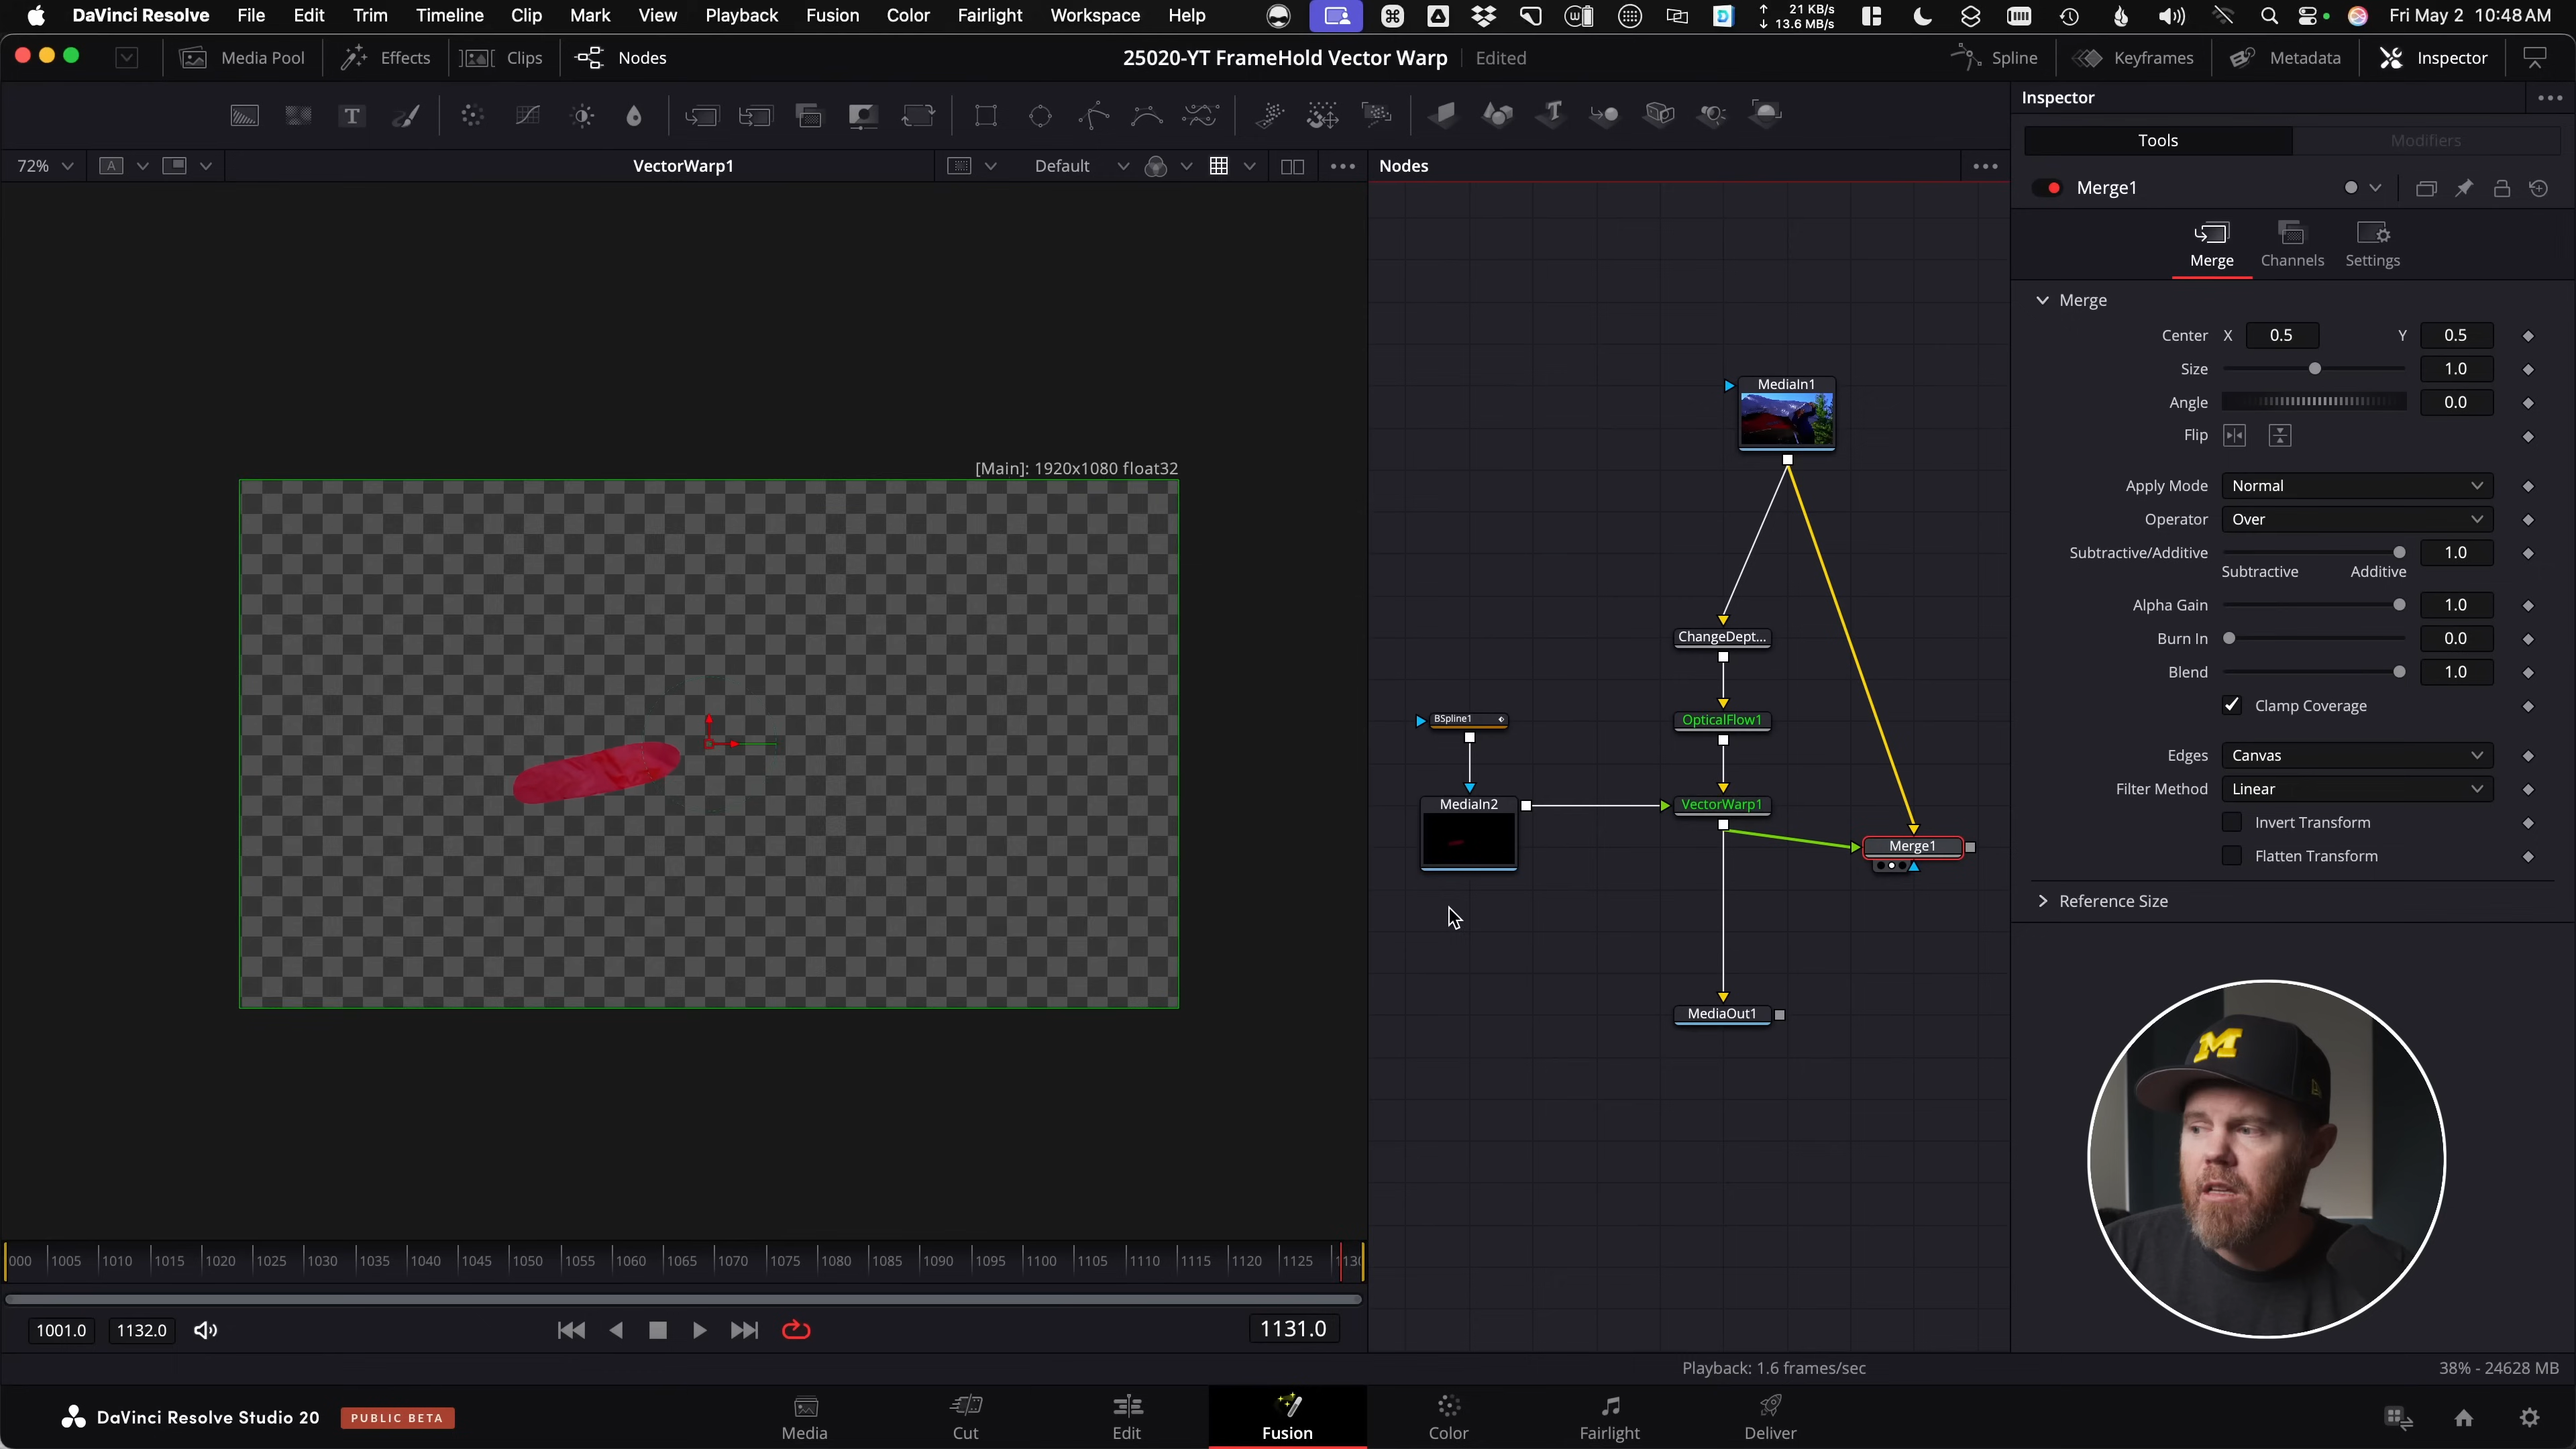 DaVinci Resolve File Edit Trim Timeline Clip Mark View Playback Fusion Color Fairlight Workspace Help 21 KB/s 13.6 MB/s Fri May 2 10:48 AM
Media Pool Effects Clips Nodes 25020-YT FrameHold Vector Warp Edited Spline Keyframes Metadata Inspector
Inspector
Tools Modifiers
72% A VectorWarp1 Default Nodes
Merge1
Merge Channels Settings
Merge
Center X 0.5 Y 0.5
Size 1.0
Angle 0.0
Flip
Apply Mode Normal
Operator Over
Subtractive/Additive 1.0
Subtractive Additive
Alpha Gain 1.0
Burn In 0.0
Blend 1.0
Clamp Coverage
Edges Canvas
Filter Method Linear
Invert Transform
Flatten Transform
Reference Size
[Main]: 1920x1080 float32
MediaIn1
ChangeDept...
BSpline1
OpticalFlow1
MediaIn2
VectorWarp1
Merge1
MediaOut1
M
000 1005 1010 1015 1020 1025 1030 1035 1040 1045 1050 1055 1060 1065 1070 1075 1080 1085 1090 1095 1100 1105 1110 1115 1120 1125 1130
1001.0 1132.0 1131.0
Playback: 1.6 frames/sec 38% - 24628 MB
DaVinci Resolve Studio 20 PUBLIC BETA
Media Cut Edit Fusion Color Fairlight Deliver